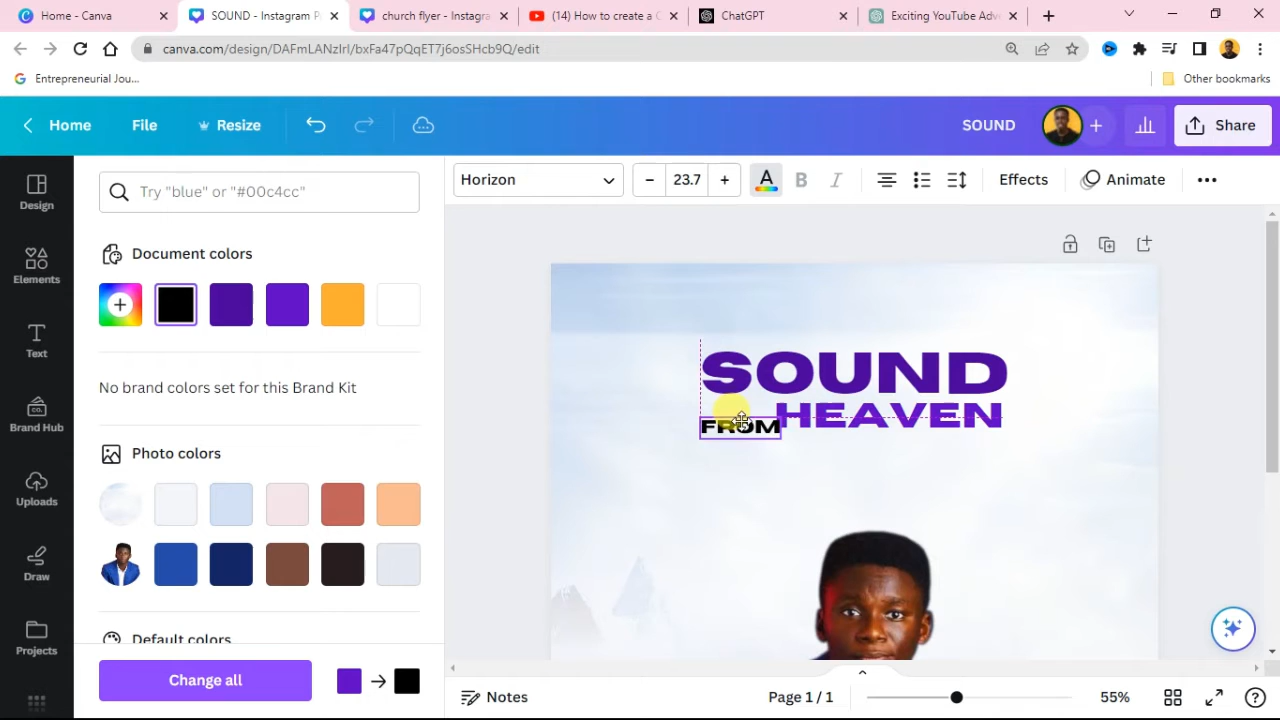 Home - Canva
SOUND - Instagram P
church flyers - Instagra
(14) How to create a C
ChatGPT
Exciting YouTube Adv
canva.com/design/DAFmLANzIrI/bxFa47pQqET7j6osSHcb9Q/edit
Entrepreneurial Jou...
Other bookmarks
Home
File
Resize
SOUND
Share
Horizon
23.7
A
B
I
Effects
Animate
Try "blue" or "#00c4cc"
Design
Elements
Text
Brand Hub
CO.
Uploads
Draw
Projects
Document colors
No brand colors set for this Brand Kit
Photo colors
Default colors
Change all
SOUND
HEAVEN
FROM
Notes
Page 1 / 1
55%